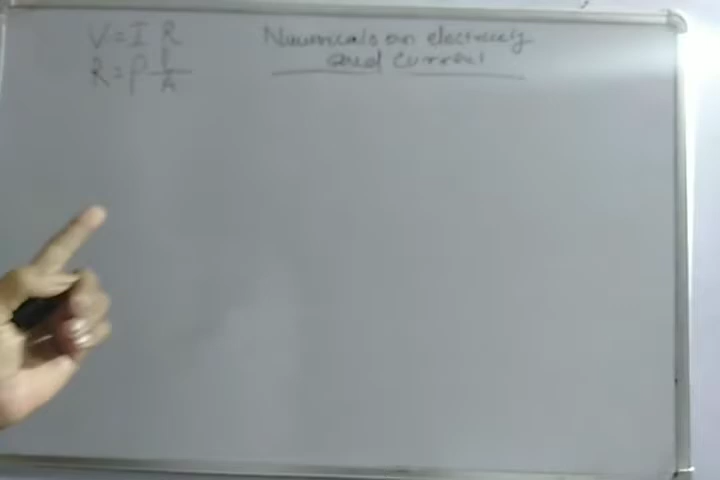 V = I R
R = ρ l/A
Numericals on electricity
and current